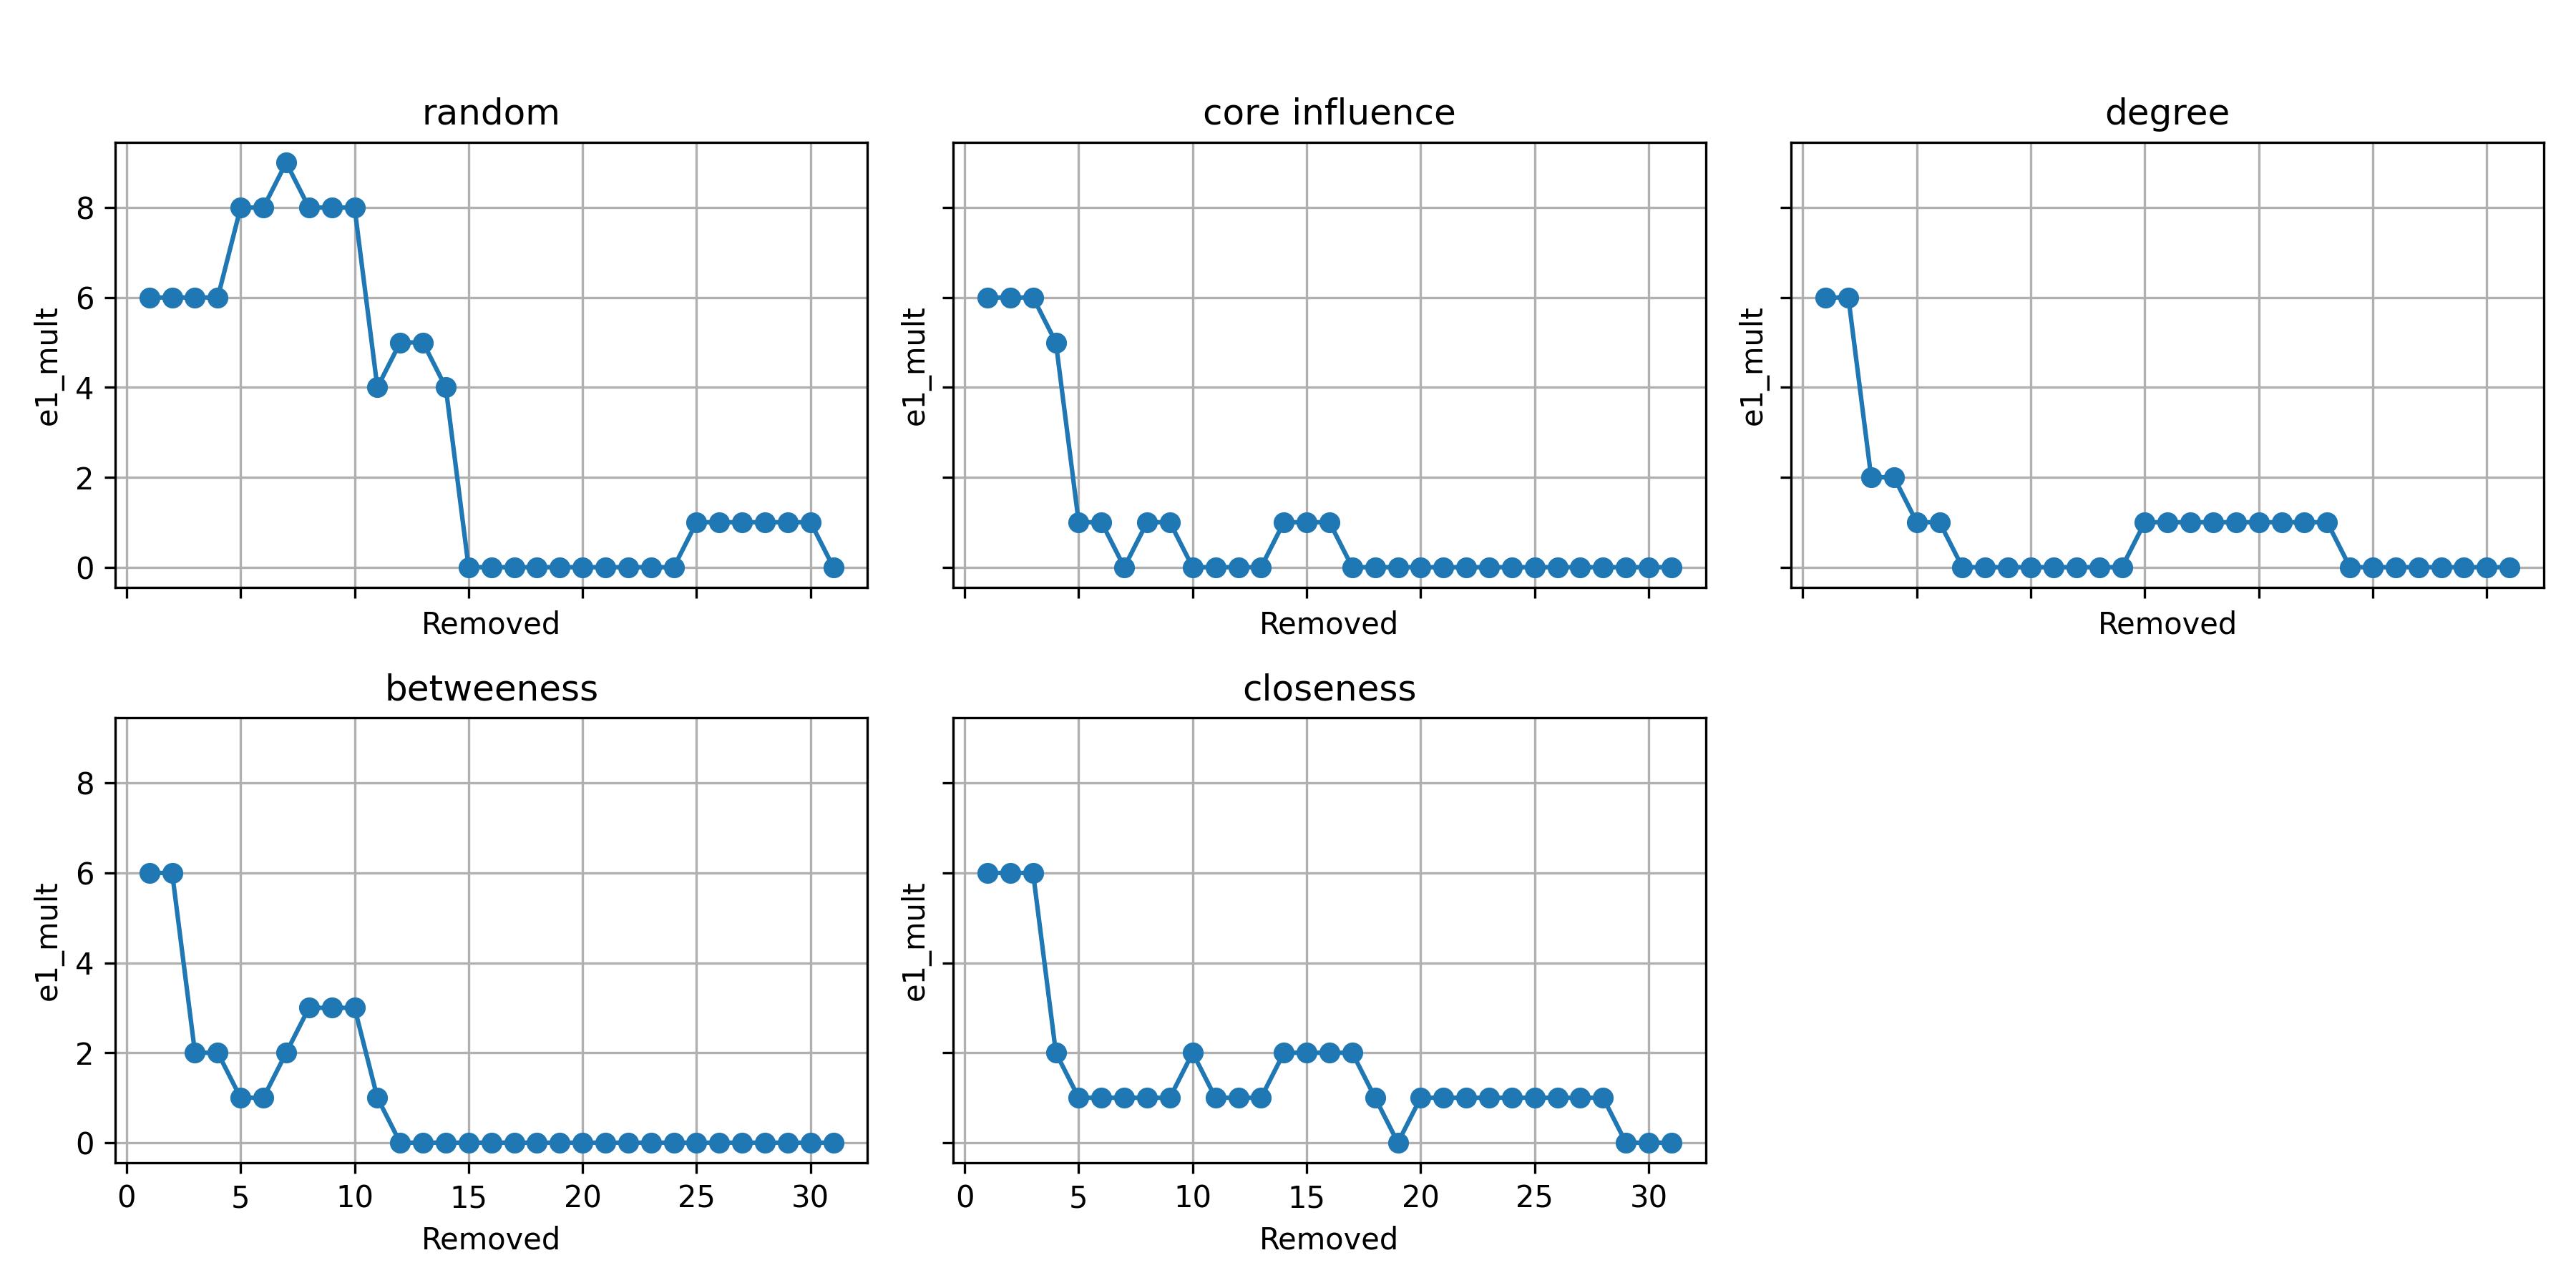 random
core influence
degree
e1_mult
8
6
4
2
0
Removed
e1_mult
Removed
e1_mult
Removed
betweeness
closeness
e1_mult
8
6
4
2
0
0 5 10 15 20 25 30
Removed
e1_mult
0 5 10 15 20 25 30
Removed